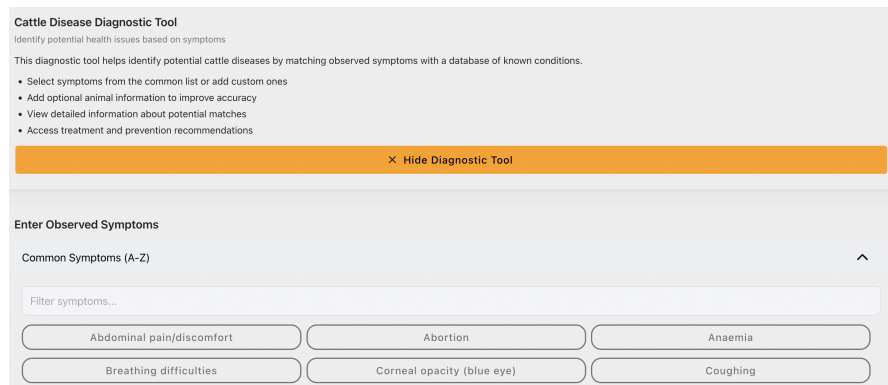 Cattle Disease Diagnostic Tool
Identify potential health issues based on symptoms
This diagnostic tool helps identify potential cattle diseases by matching observed symptoms with a database of known conditions.
• Select symptoms from the common list or add custom ones
• Add optional animal information to improve accuracy
• View detailed information about potential matches
• Access treatment and prevention recommendations
× Hide Diagnostic Tool
Enter Observed Symptoms
Common Symptoms (A-Z)
Filter symptoms...
Abdominal pain/discomfort Abortion Anaemia
Breathing difficulties Corneal opacity (blue eye) Coughing